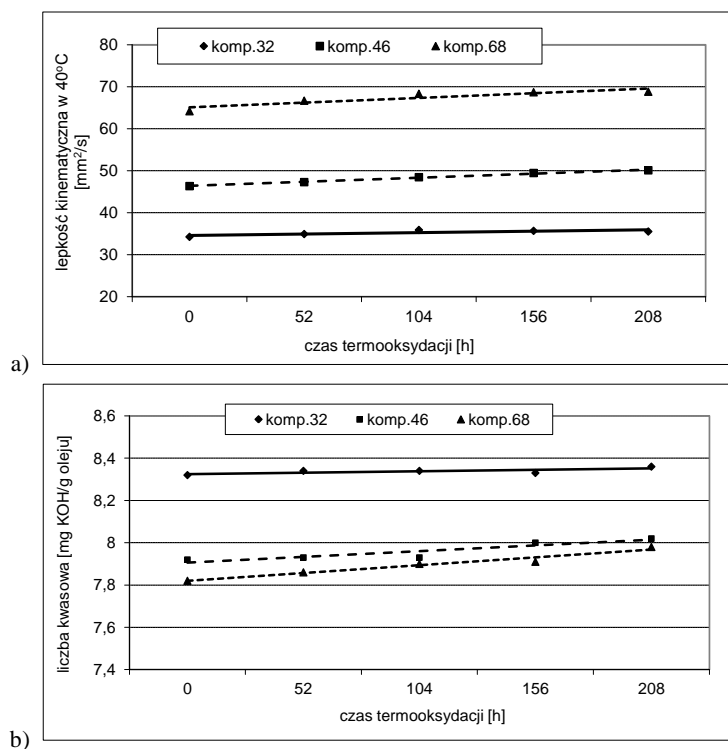 komp.32 komp.46 komp.68
lepkość kinematyczna w 40°C
[mm²/s]
80
70
60
50
40
30
20
0 52 104 156 208
czas termooksydacji [h]
a)
komp.32 komp.46 komp.68
liczba kwasowa [mg KOH/g oleju]
8,6
8,4
8,2
8
7,8
7,6
7,4
0 52 104 156 208
czas termooksydacji [h]
b)